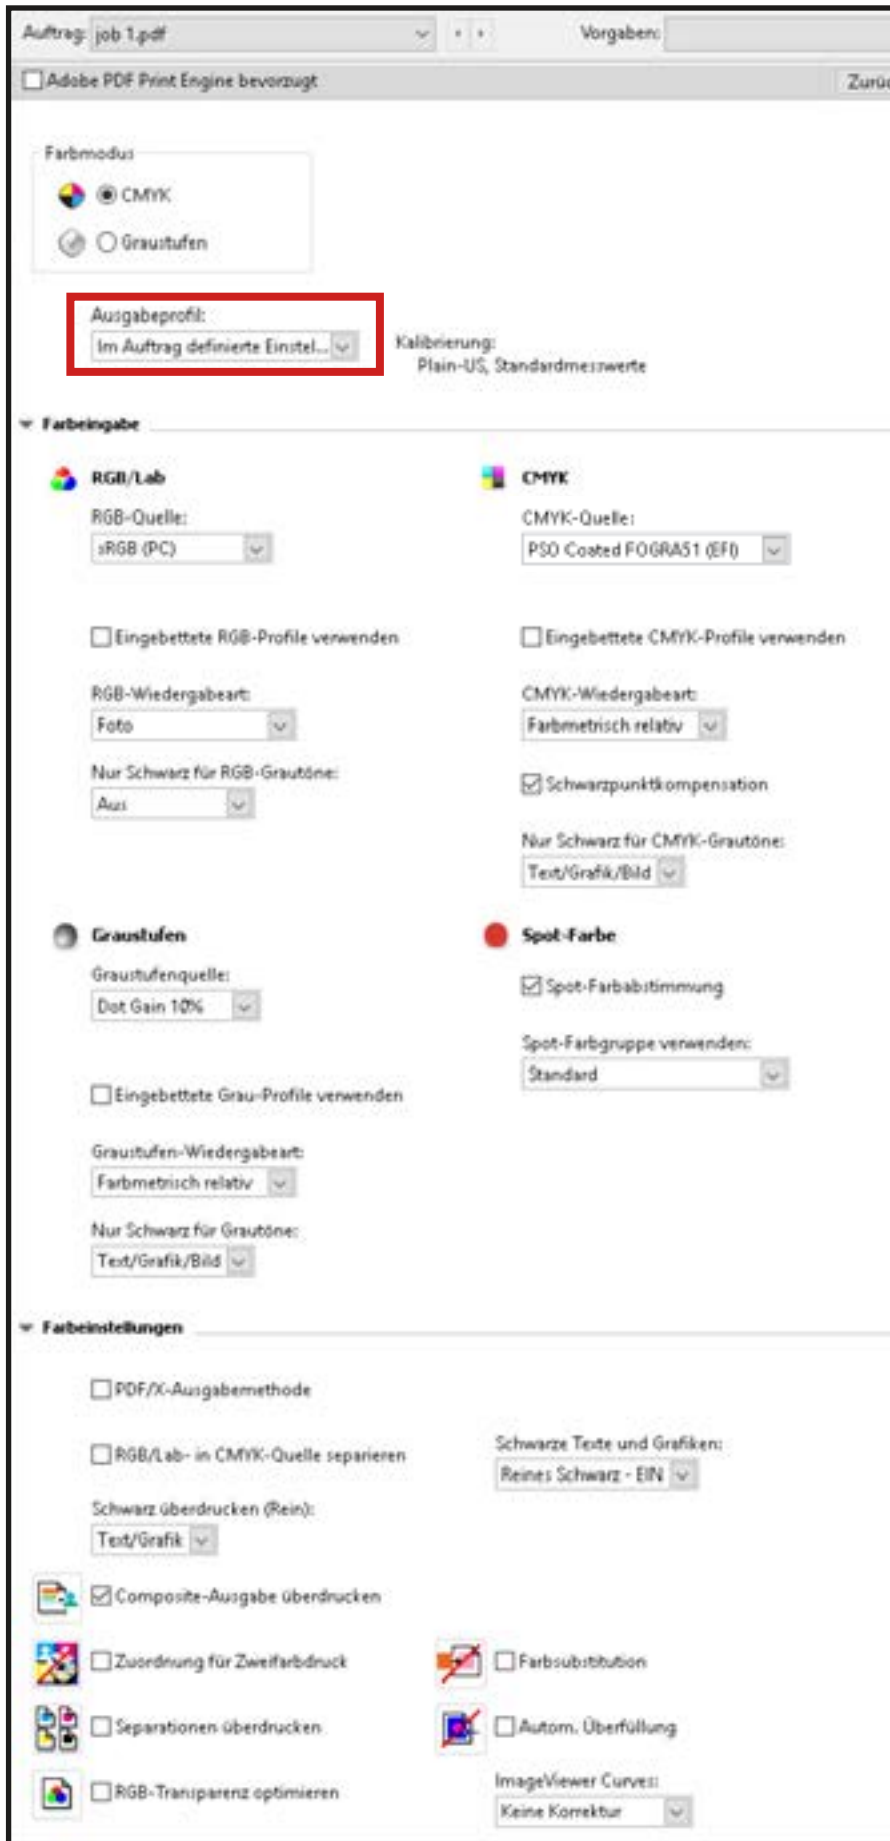 Auftrag: job 1.pdf Vorgaben:
Adobe PDF Print Engine bevorzugt
Farbmodus
CMYK
Graustufen
Ausgabeprofil:
Im Auftrag definierte Einstel...
Kalibrierung:
Plain-US, Standardmesswerte
Farbeingabe
RGB/Lab
RGB-Quelle:
sRGB (PC)
Eingebettete RGB-Profile verwenden
RGB-Wiedergabeart:
Foto
Nur Schwarz für RGB-Grautöne:
Aus
CMYK
CMYK-Quelle:
PSO Coated FOGRA51 (EFI)
Eingebettete CMYK-Profile verwenden
CMYK-Wiedergabeart:
Farbmetrisch relativ
Schwarzpunktkompensation
Nur Schwarz für CMYK-Grautöne:
Text/Grafik/Bild
Graustufen
Graustufenquelle:
Dot Gain 10%
Eingebettete Grau-Profile verwenden
Graustufen-Wiedergabeart:
Farbmetrisch relativ
Nur Schwarz für Grautöne:
Text/Grafik/Bild
Spot-Farbe
Spot-Farbabstimmung
Spot-Farbgruppe verwenden:
Standard
Farbeinstellungen
PDF/X-Ausgabemethode
RGB/Lab- in CMYK-Quelle separieren
Schwarze Texte und Grafiken:
Reines Schwarz - EIN
Schwarz überdrucken (Rein):
Text/Grafik
Composite-Ausgabe überdrucken
Zuordnung für Zweifarbdruck
Farbsubstitution
Separationen überdrucken
Autom. Überfüllung
RGB-Transparenz optimieren
ImageViewer Curves:
Keine Korrektur